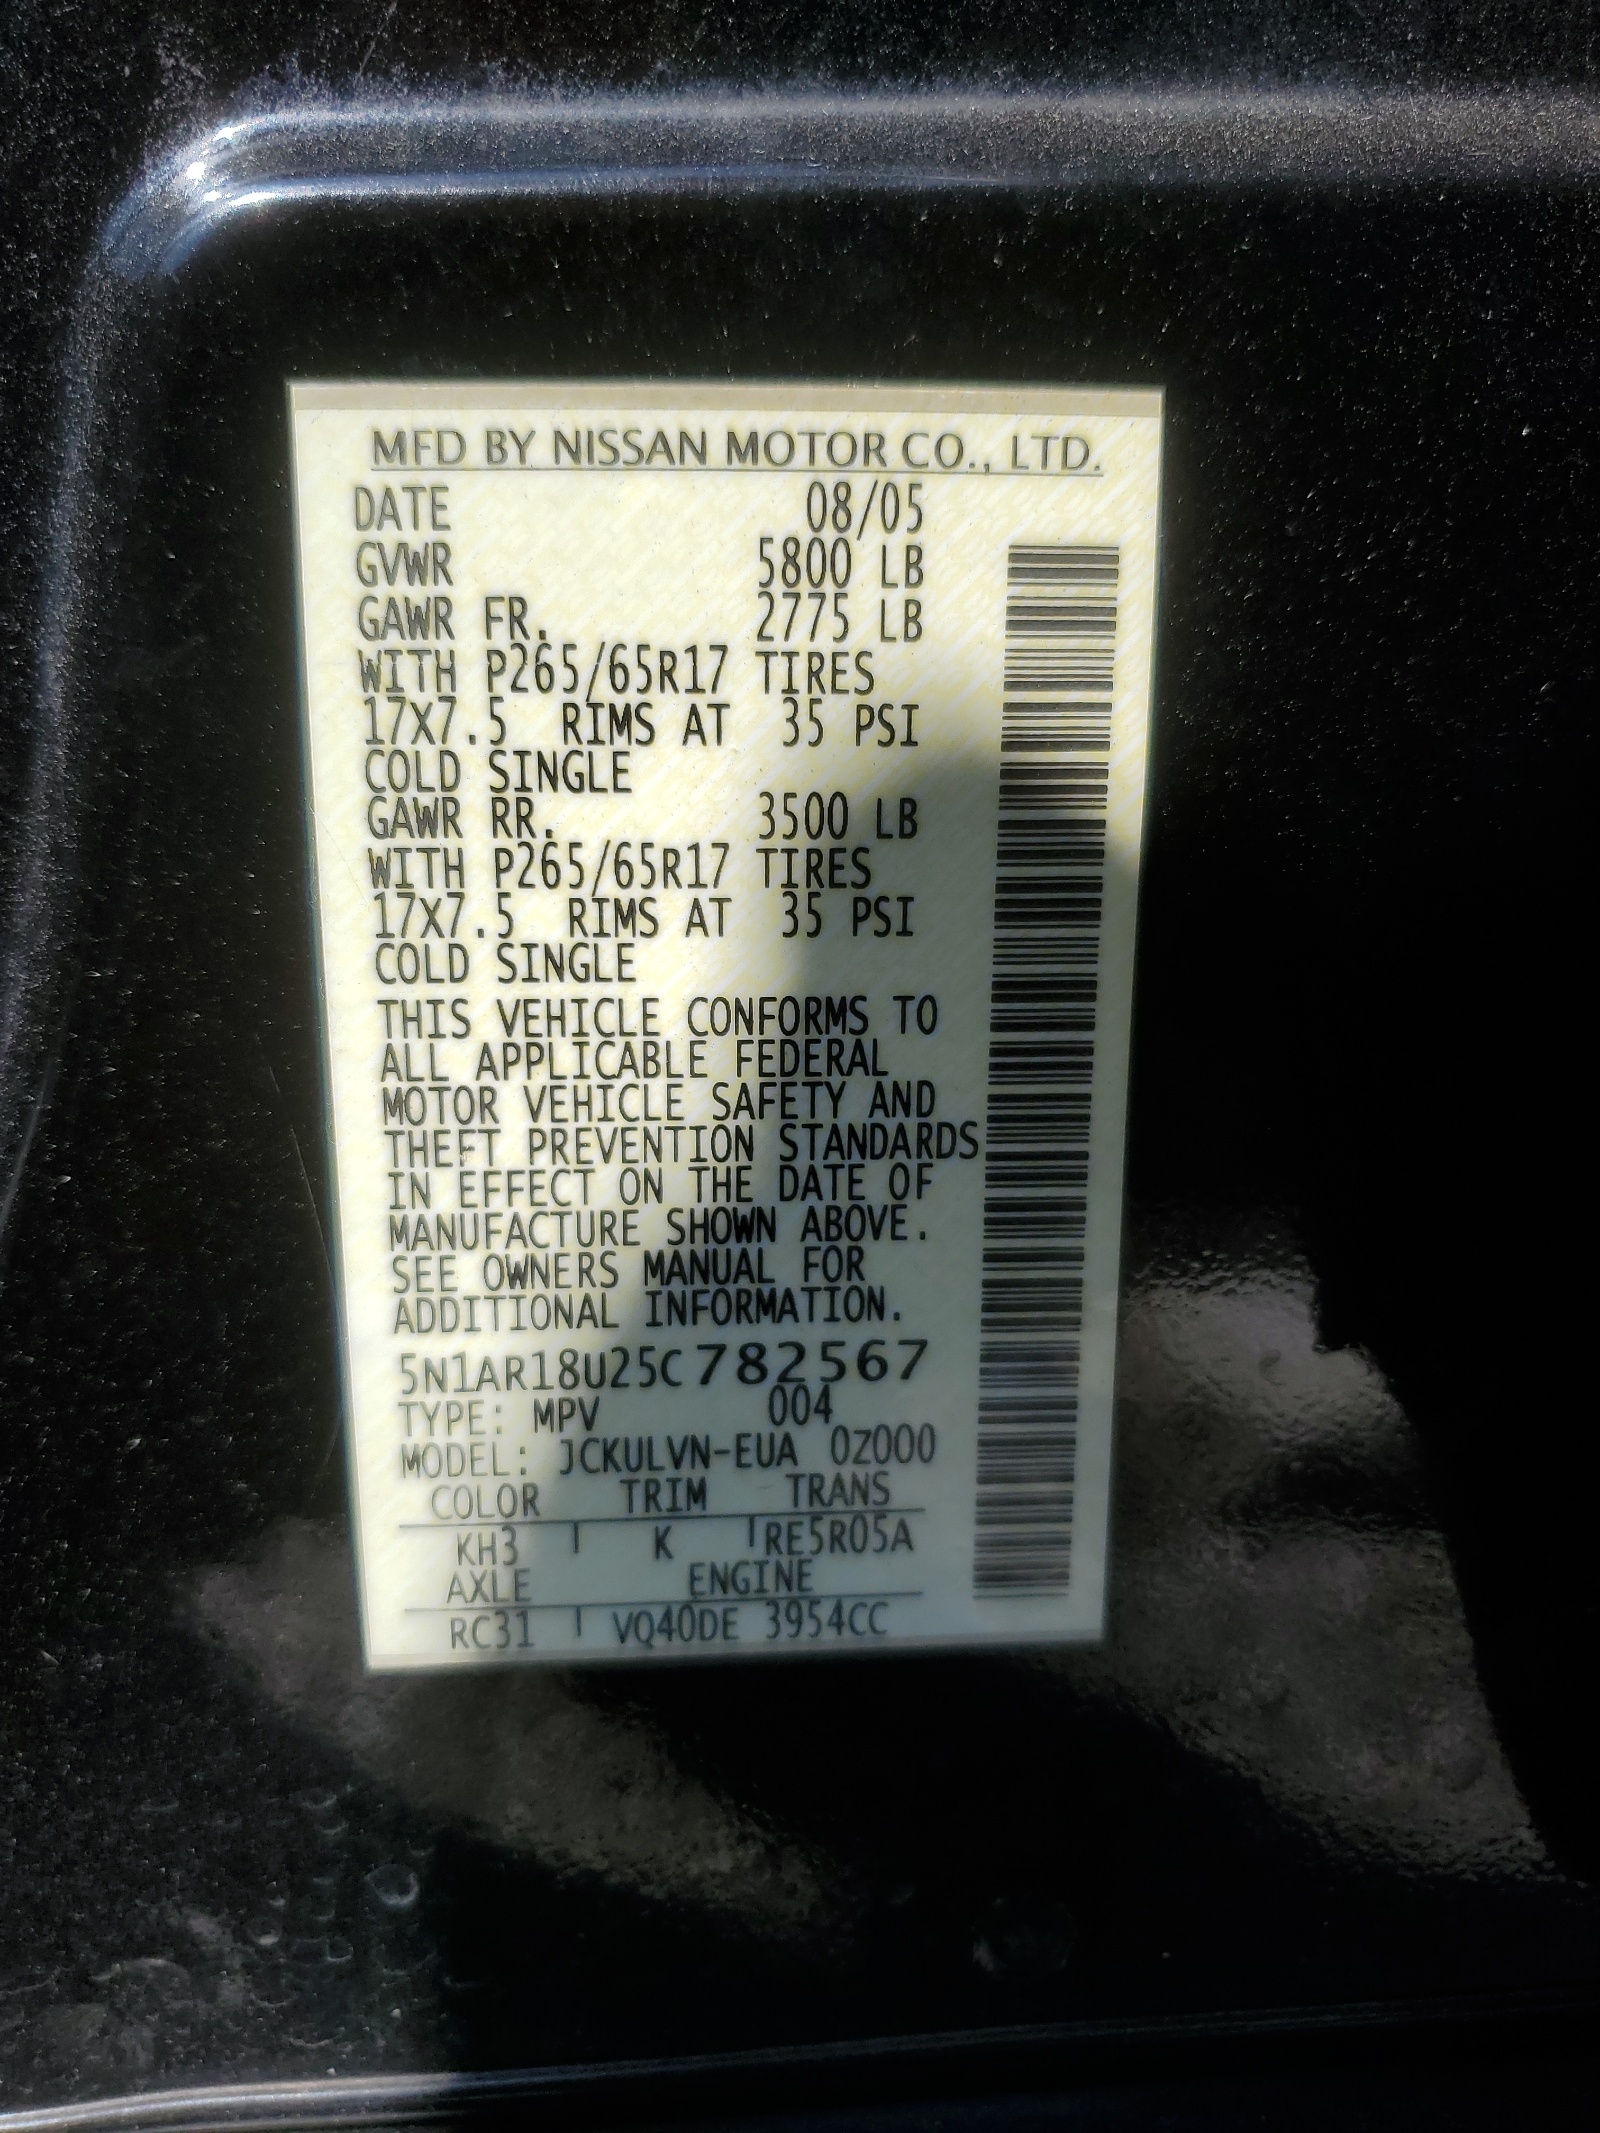 MFD BY NISSAN MOTOR CO., LTD.
DATE 08/05
GVWR 5800 LB
GAWR FR. 2775 LB
WITH P265/65R17 TIRES
17X7.5 RIMS AT 35 PSI
COLD SINGLE
GAWR RR. 3500 LB
WITH P265/65R17 TIRES
17X7.5 RIMS AT 35 PSI
COLD SINGLE
THIS VEHICLE CONFORMS TO
ALL APPLICABLE FEDERAL
MOTOR VEHICLE SAFETY AND
THEFT PREVENTION STANDARDS
IN EFFECT ON THE DATE OF
MANUFACTURE SHOWN ABOVE.
SEE OWNERS MANUAL FOR
ADDITIONAL INFORMATION.
5N1AR18U25C782567
TYPE: MPV 004
MODEL: JCKULVN-EUA 0Z000
COLOR TRIM TRANS
KH3 K RE5R05A
AXLE ENGINE
RC31 VQ40DE 3954CC